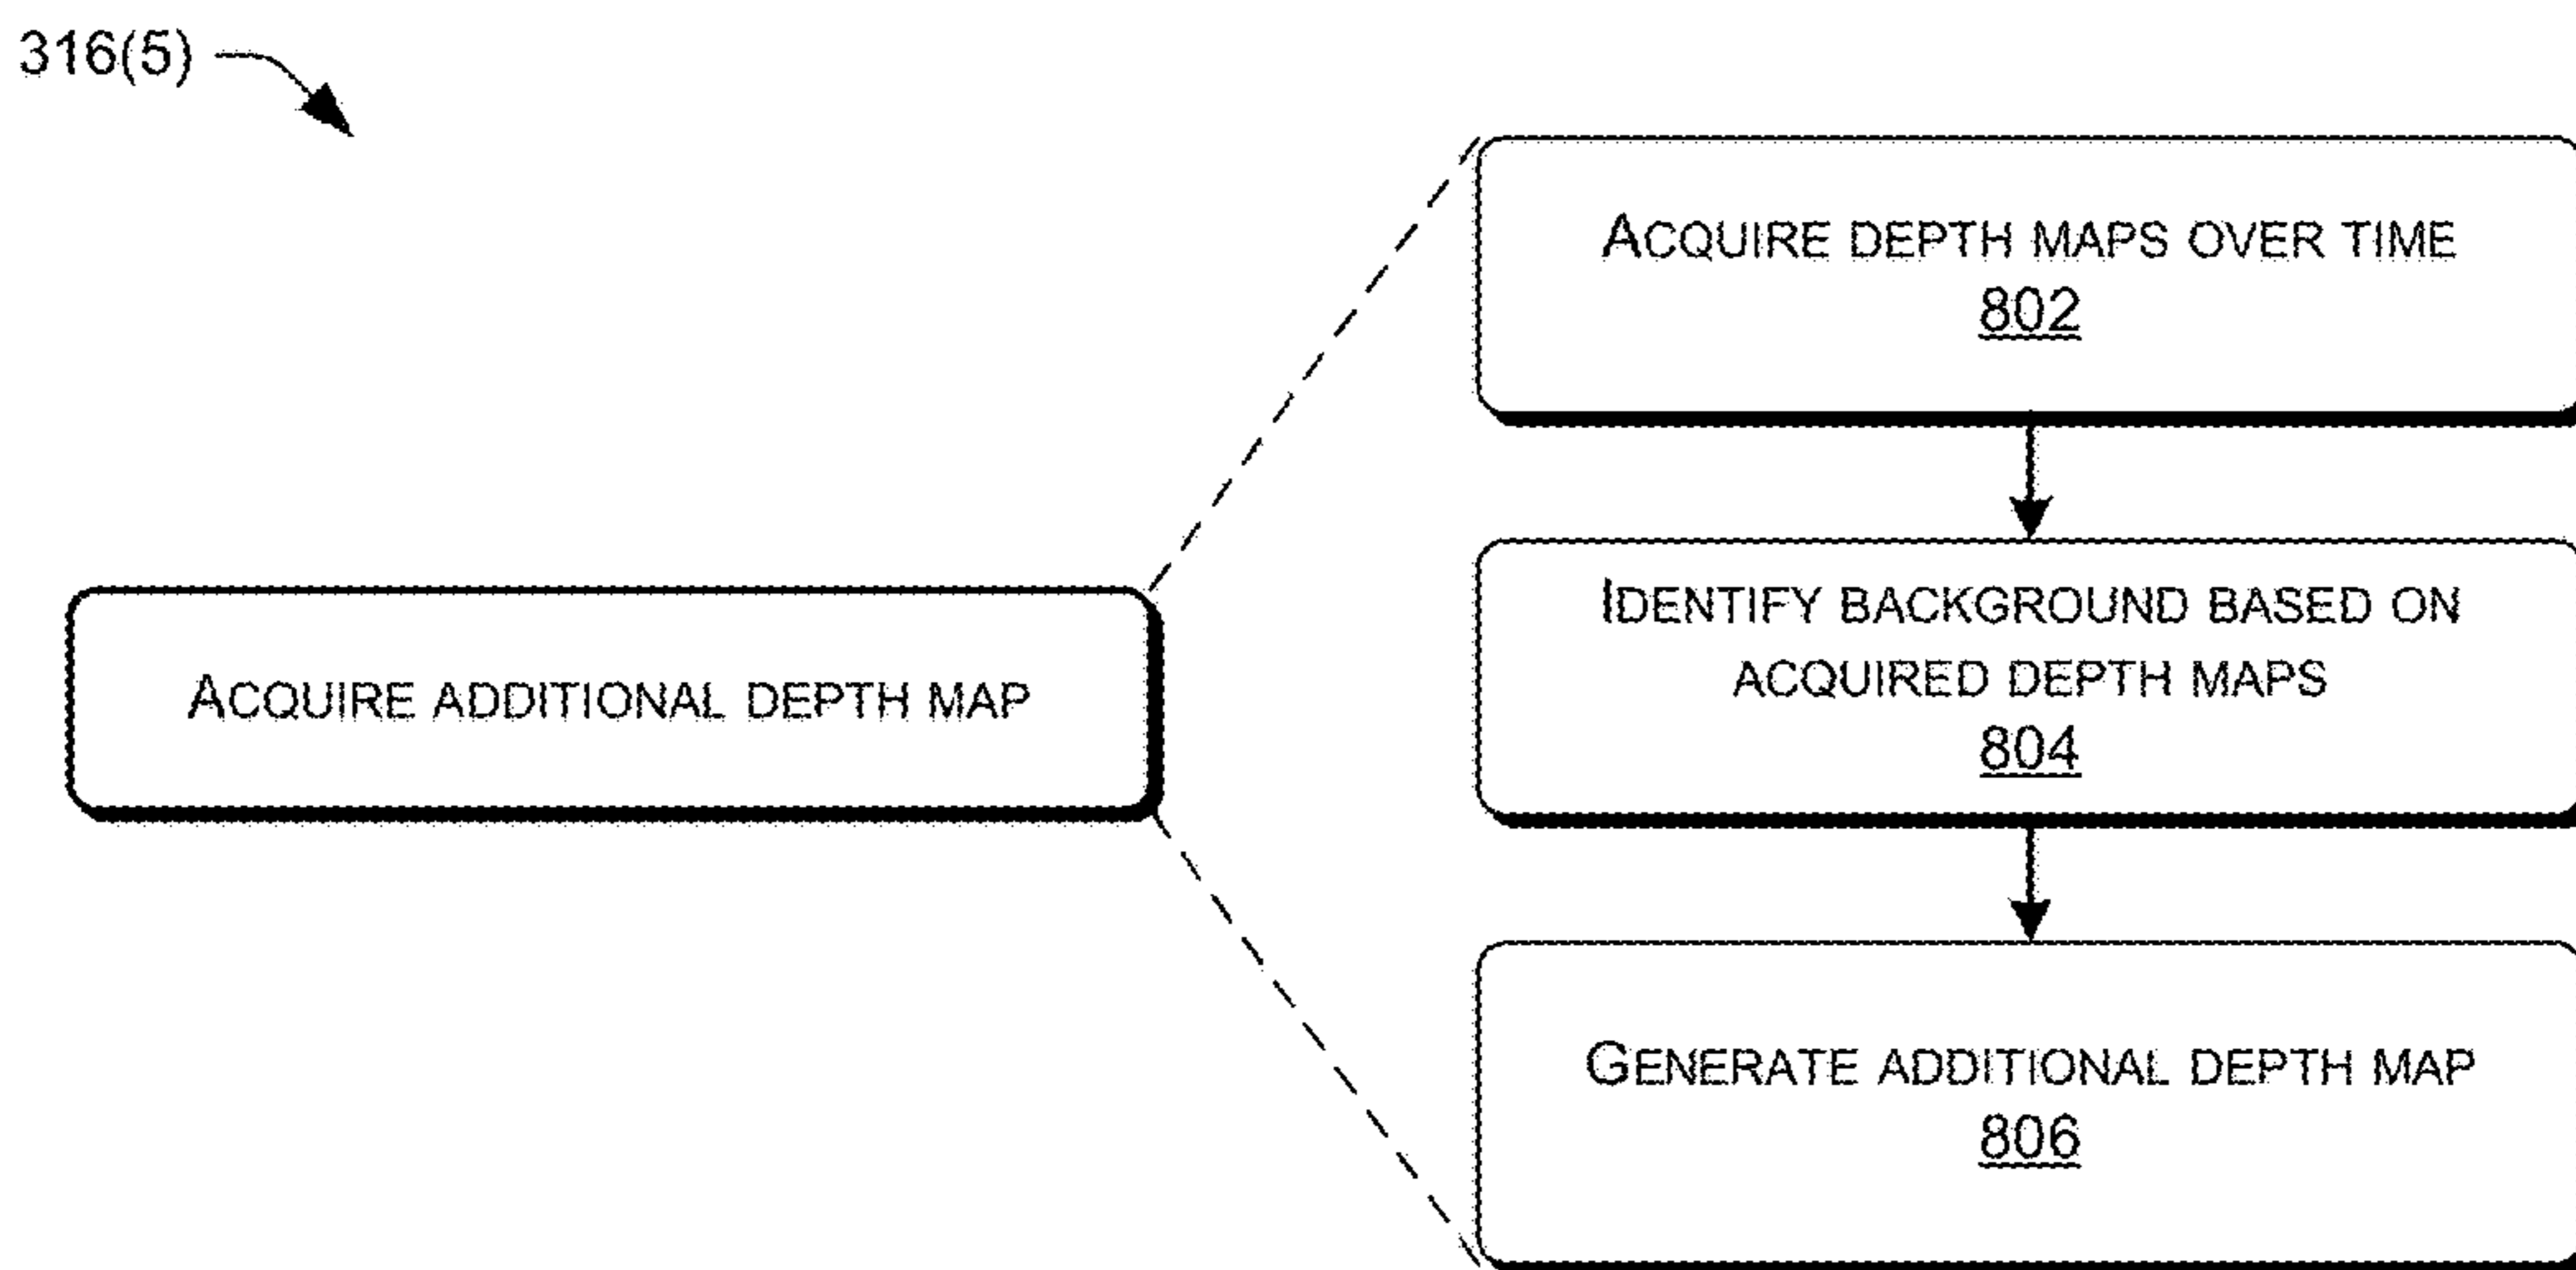 316(5)
ACQUIRE DEPTH MAPS OVER TIME
802
IDENTIFY BACKGROUND BASED ON
ACQUIRED DEPTH MAPS
804
ACQUIRE ADDITIONAL DEPTH MAP
GENERATE ADDITIONAL DEPTH MAP
806